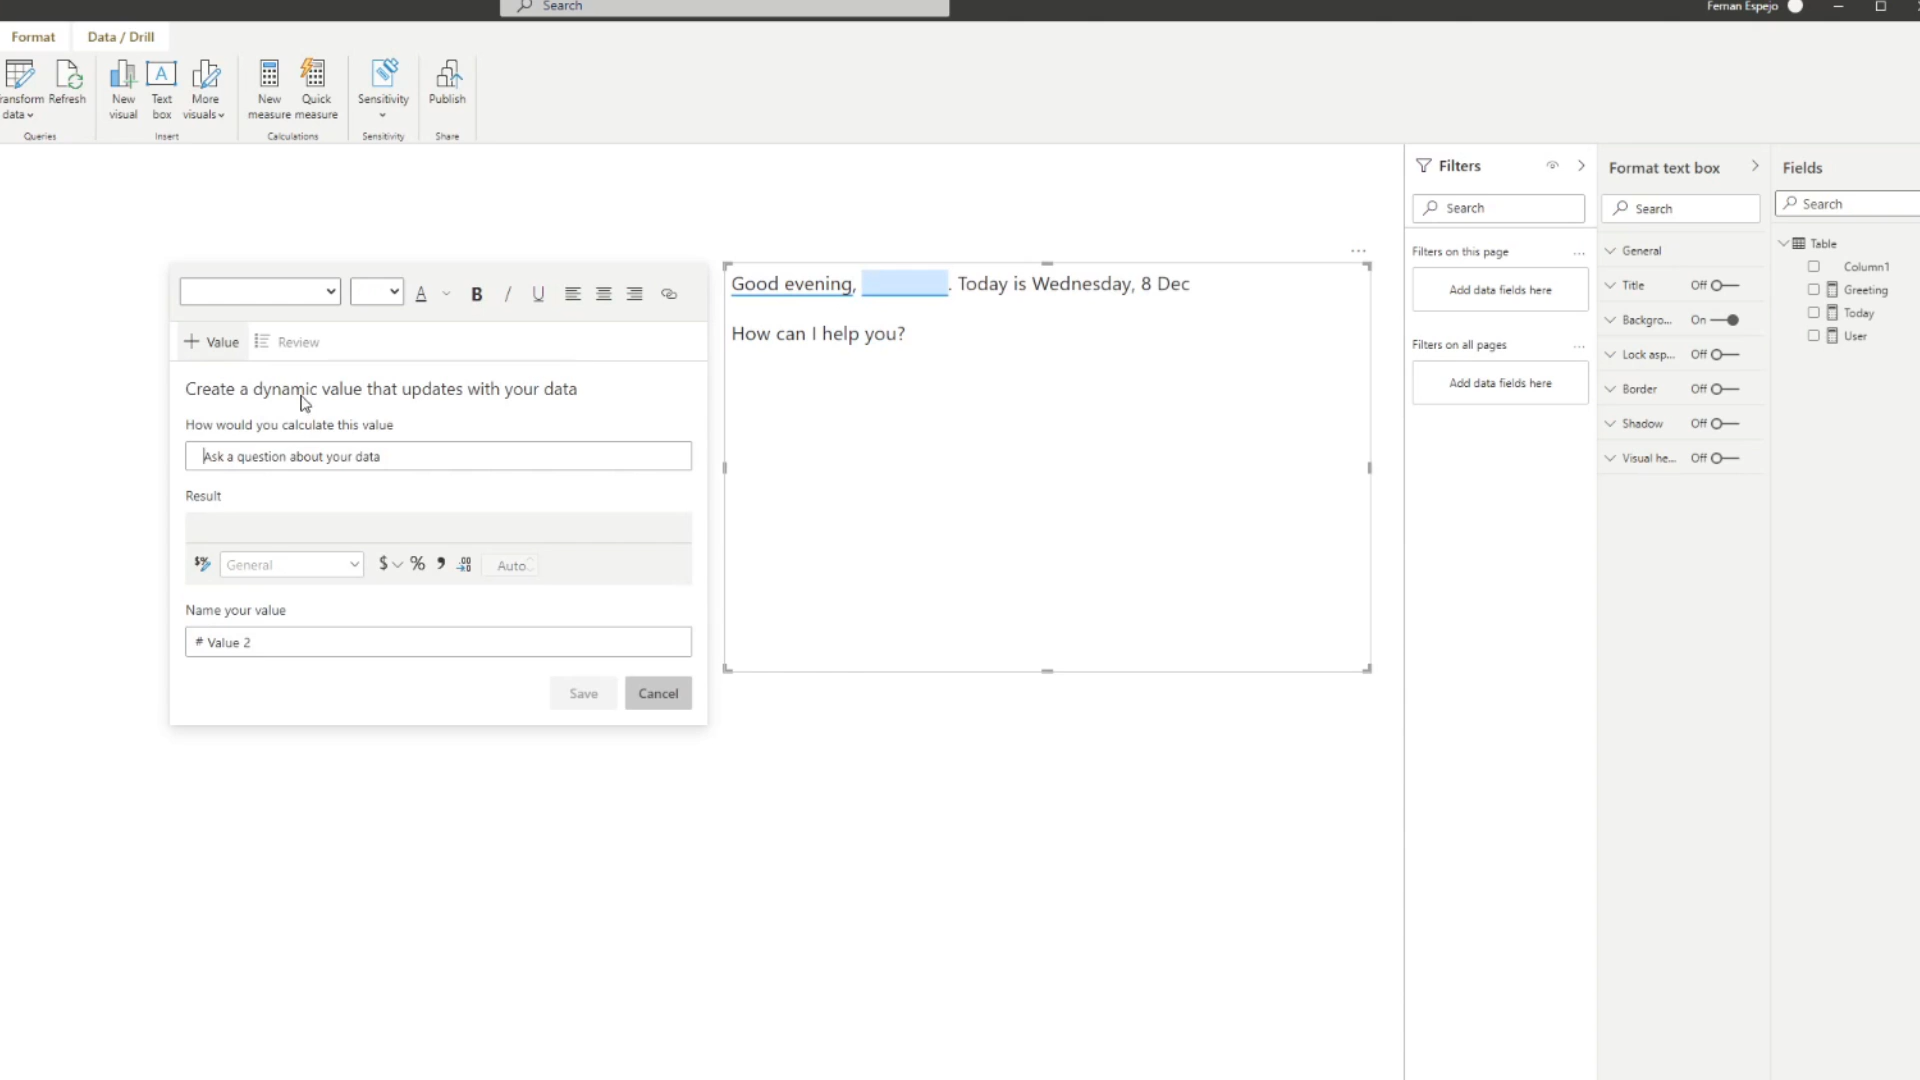 Search
Fernan Espejo
Format
Data / Drill
ransform
data
Refresh
New
visual
Text
box
More
visuals
New
measure
Quick
measure
Sensitivity
Publish
Queries
Insert
Calculations
Sensitivity
Share
Filters
Search
Filters on this page
...
Add data fields here
Filters on all pages
...
Add data fields here
Format text box
Search
General
Title Off
Backgro... On
Lock asp... Off
Border Off
Shadow Off
Visual he... Off
Fields
Search
Table
Column1
Greeting
Today
User
A B / U
+ Value
Review
Create a dynamic value that updates with your data
How would you calculate this value
Ask a question about your data
Result
General $ % , .00 Auto
Name your value
# Value 2
Save
Cancel
...
Good evening, . Today is Wednesday, 8 Dec
How can I help you?